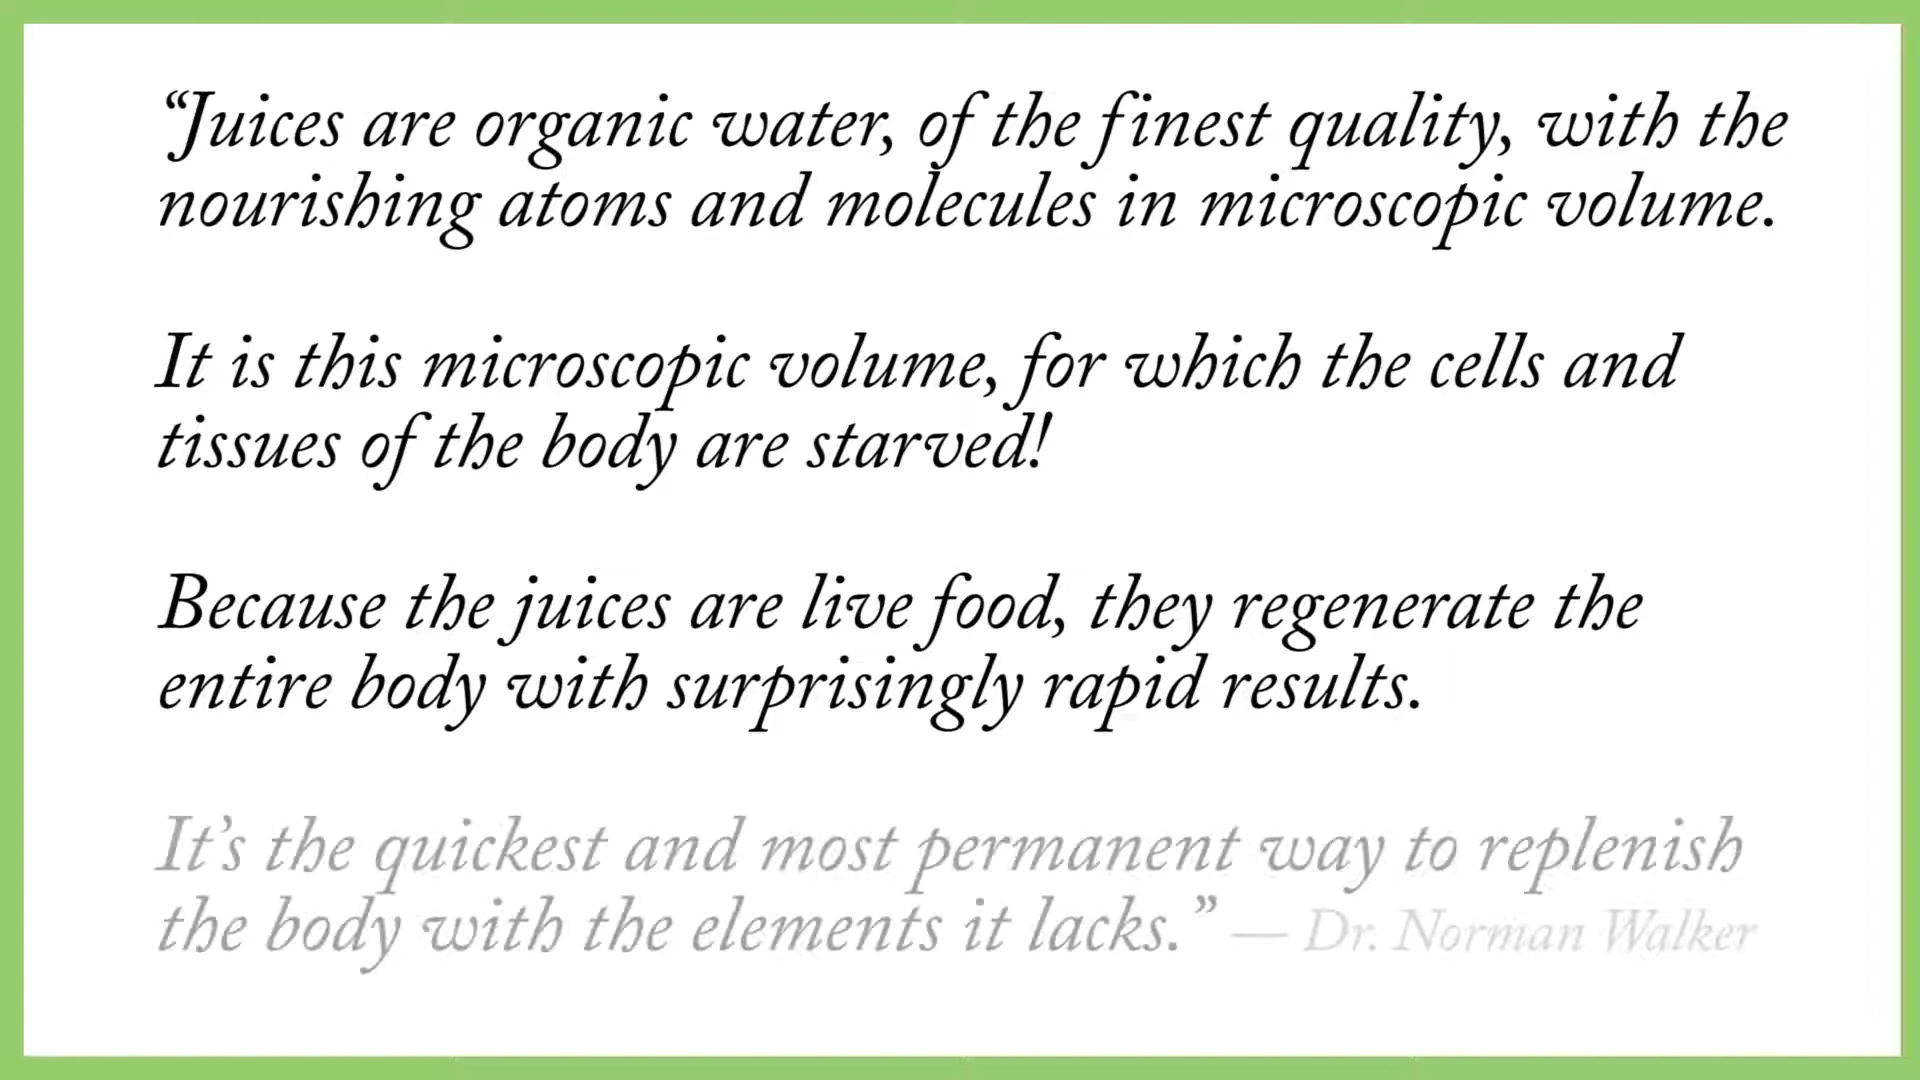 “Juices are organic water, of the finest quality, with the
nourishing atoms and molecules in microscopic volume.
It is this microscopic volume, for which the cells and
tissues of the body are starved!
Because the juices are live food, they regenerate the
entire body with surprisingly rapid results.
It’s the quickest and most permanent way to replenish
the body with the elements it lacks.” — Dr. Norman Walker